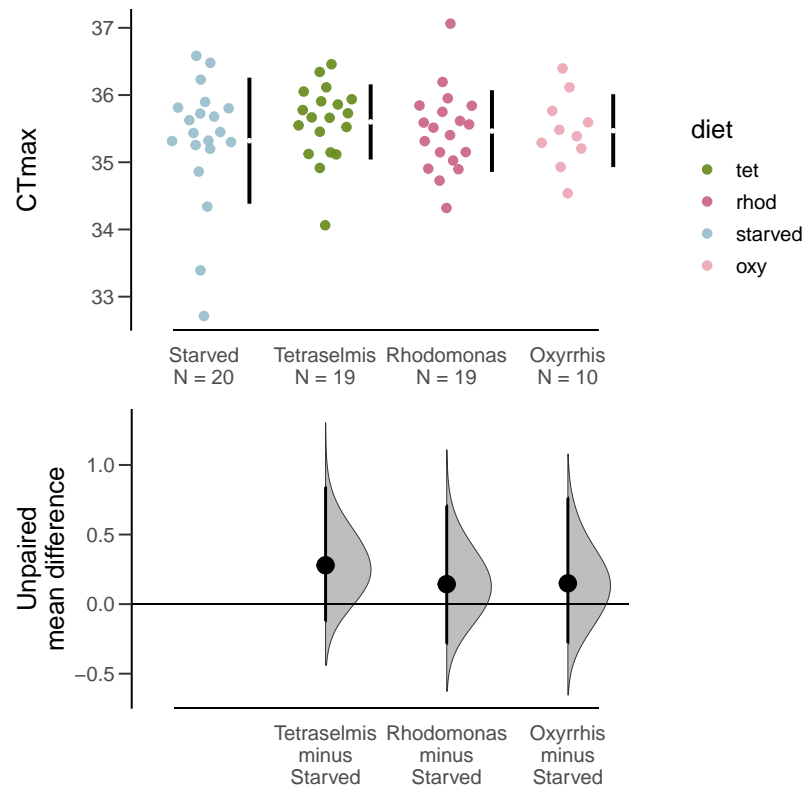 37
36
35
34
33
CTmax
Starved
N = 20
Tetraselmis
N = 19
Rhodomonas
N = 19
Oxyrrhis
N = 10
diet
tet
rhod
starved
oxy
1.0
0.5
0.0
−0.5
Unpaired
mean difference
Tetraselmis
minus
Starved
Rhodomonas
minus
Starved
Oxyrrhis
minus
Starved